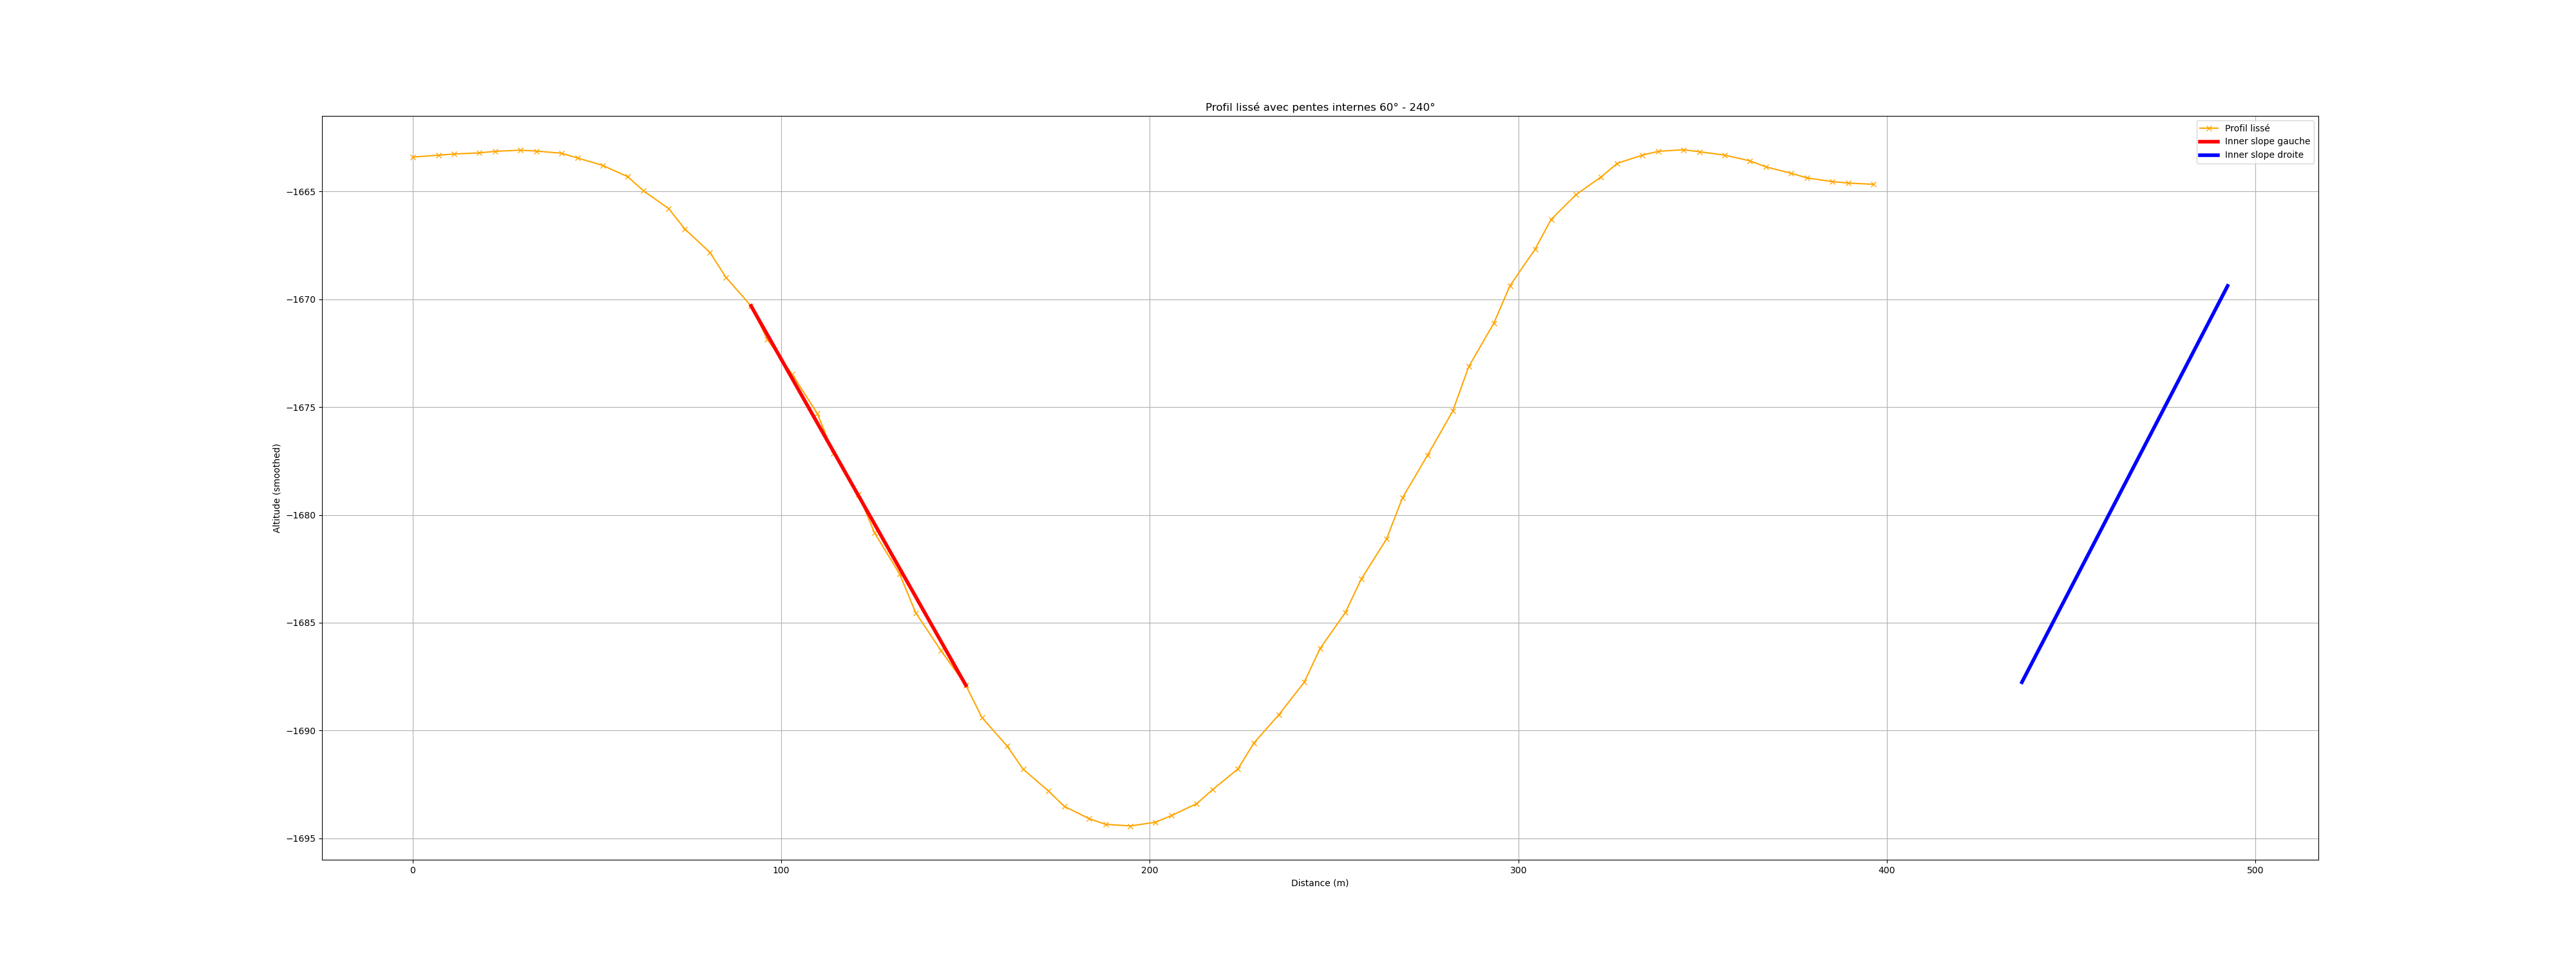 Profil lissé avec pentes internes 60° - 240°
Profil lissé
Inner slope gauche
Inner slope droite
−1665
−1670
−1675
−1680
−1685
−1690
−1695
Altitude (smoothed)
0
100
200
300
400
500
Distance (m)